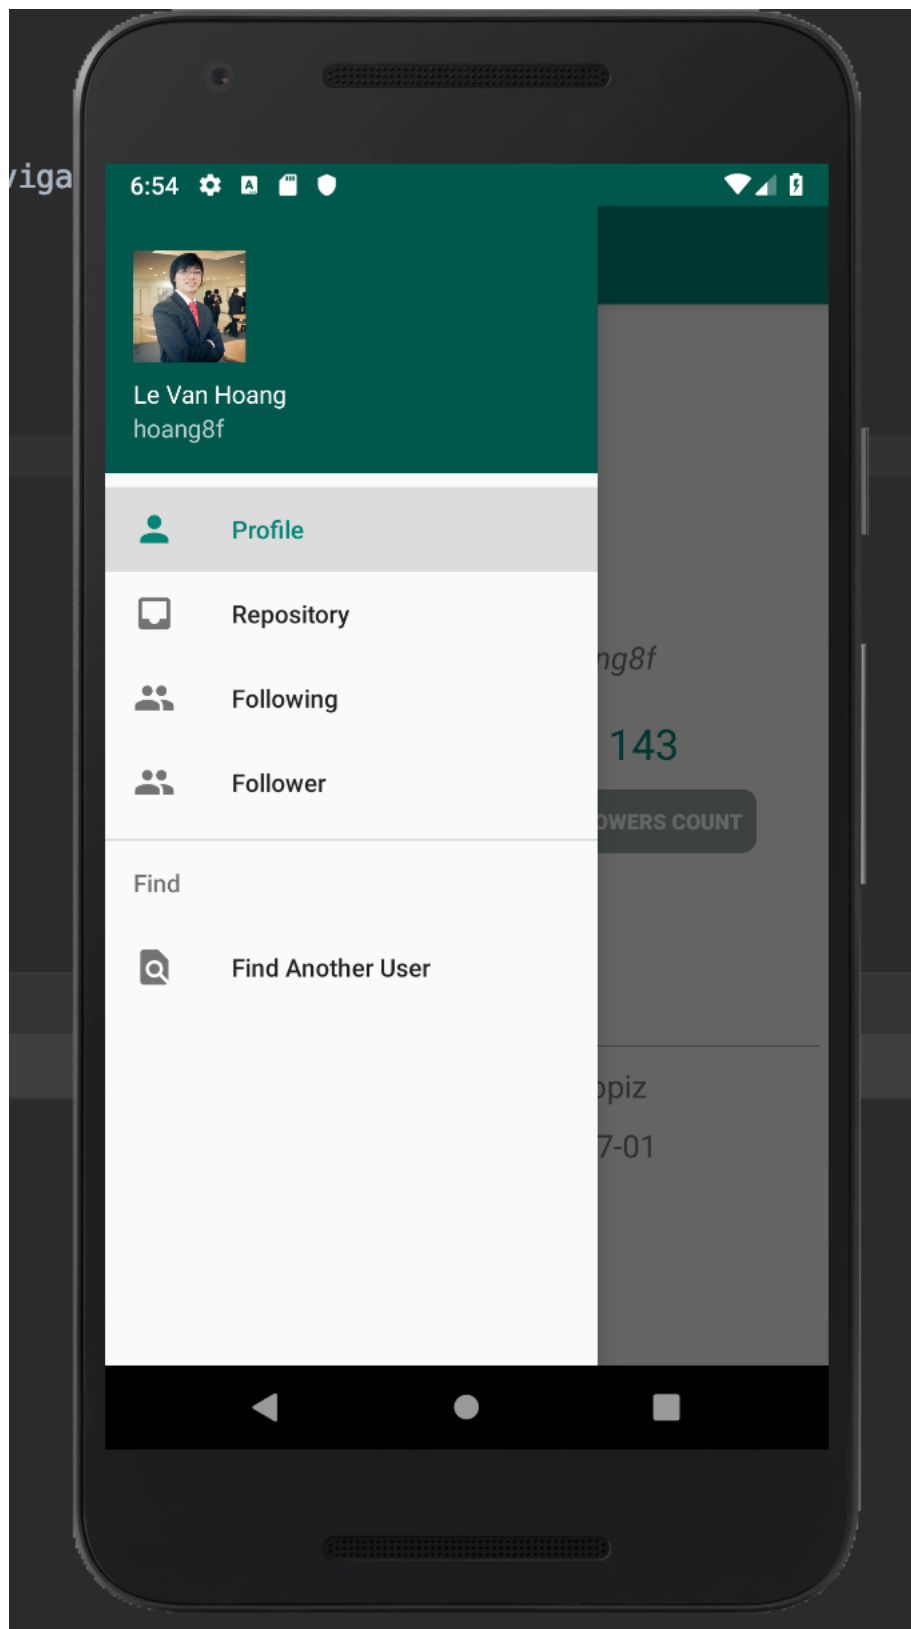 viga
6:54
Le Van Hoang
hoang8f
Profile
Repository
Following
Follower
Find
Find Another User
ng8f
143
OWERS COUNT
opiz
7-01